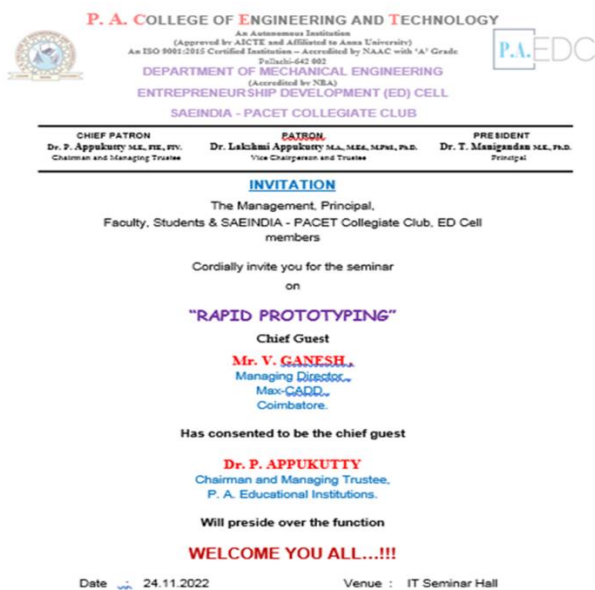 P. A. COLLEGE OF ENGINEERING AND TECHNOLOGY
An Autonomous Institution
(Approved by AICTE and Affiliated to Anna University)
An ISO 9001:2015 Certified Institution – Accredited by NAAC with ‘A’ Grade
Pollachi-642 002
DEPARTMENT OF MECHANICAL ENGINEERING
(Accredited by NBA)
ENTREPRENEURSHIP DEVELOPMENT (ED) CELL
SAEINDIA - PACET COLLEGIATE CLUB
P.A. EDC
CHIEF PATRON PATRON PRESIDENT
Dr. P. Appukutty M.E., FIE., FIV. Dr. Lakshmi Appukutty M.A., M.Ed., M.Phil., Ph.D. Dr. T. Manigandan M.E., Ph.D.
Chairman and Managing Trustee Vice Chairperson and Trustee Principal
INVITATION
The Management, Principal,
Faculty, Students & SAEINDIA - PACET Collegiate Club, ED Cell
members
Cordially invite you for the seminar
on
“RAPID PROTOTYPING”
Chief Guest
Mr. V. GANESH ,
Managing Director ,
Max-CADD ,
Coimbatore.
Has consented to be the chief guest
Dr. P. APPUKUTTY
Chairman and Managing Trustee,
P. A. Educational Institutions.
Will preside over the function
WELCOME YOU ALL...!!!
Date : 24.11.2022 Venue : IT Seminar Hall